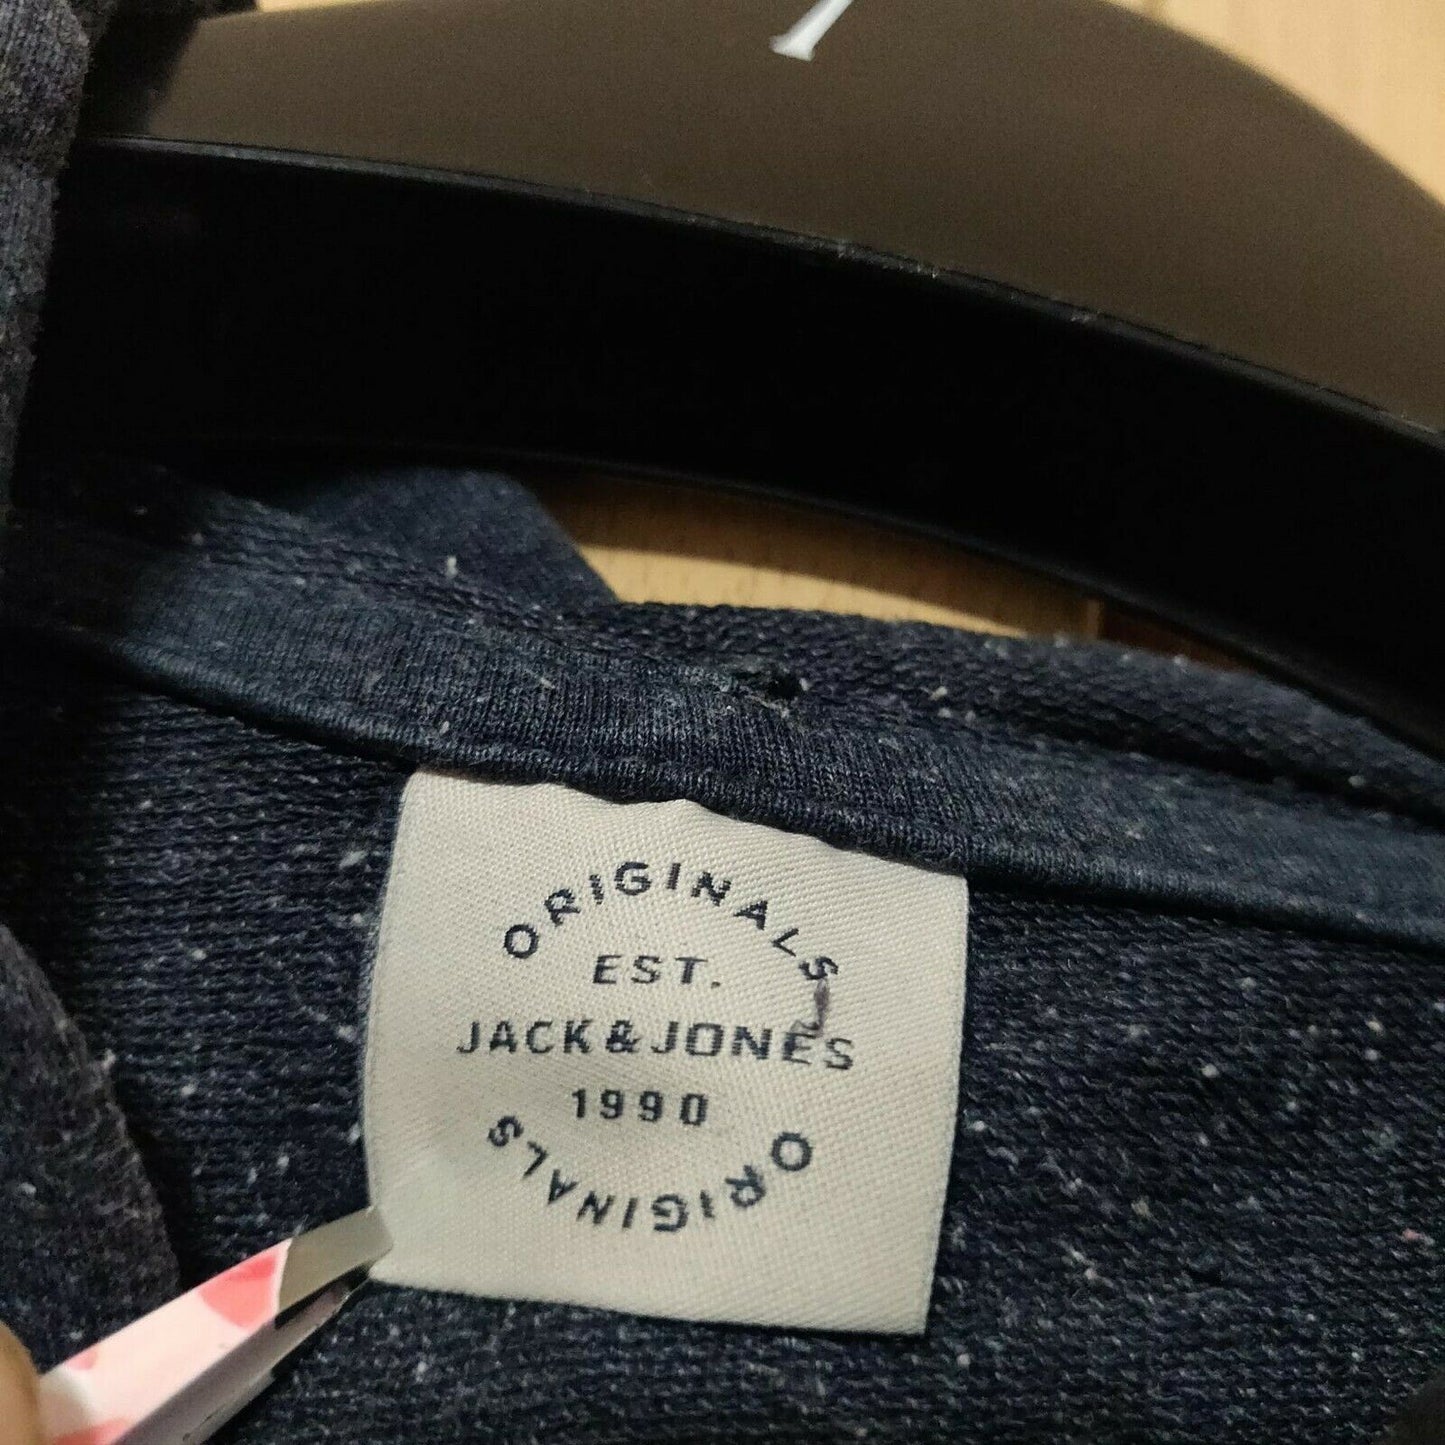 ORIGINALS
EST.
JACK&JONES
1990
ORIGINALS